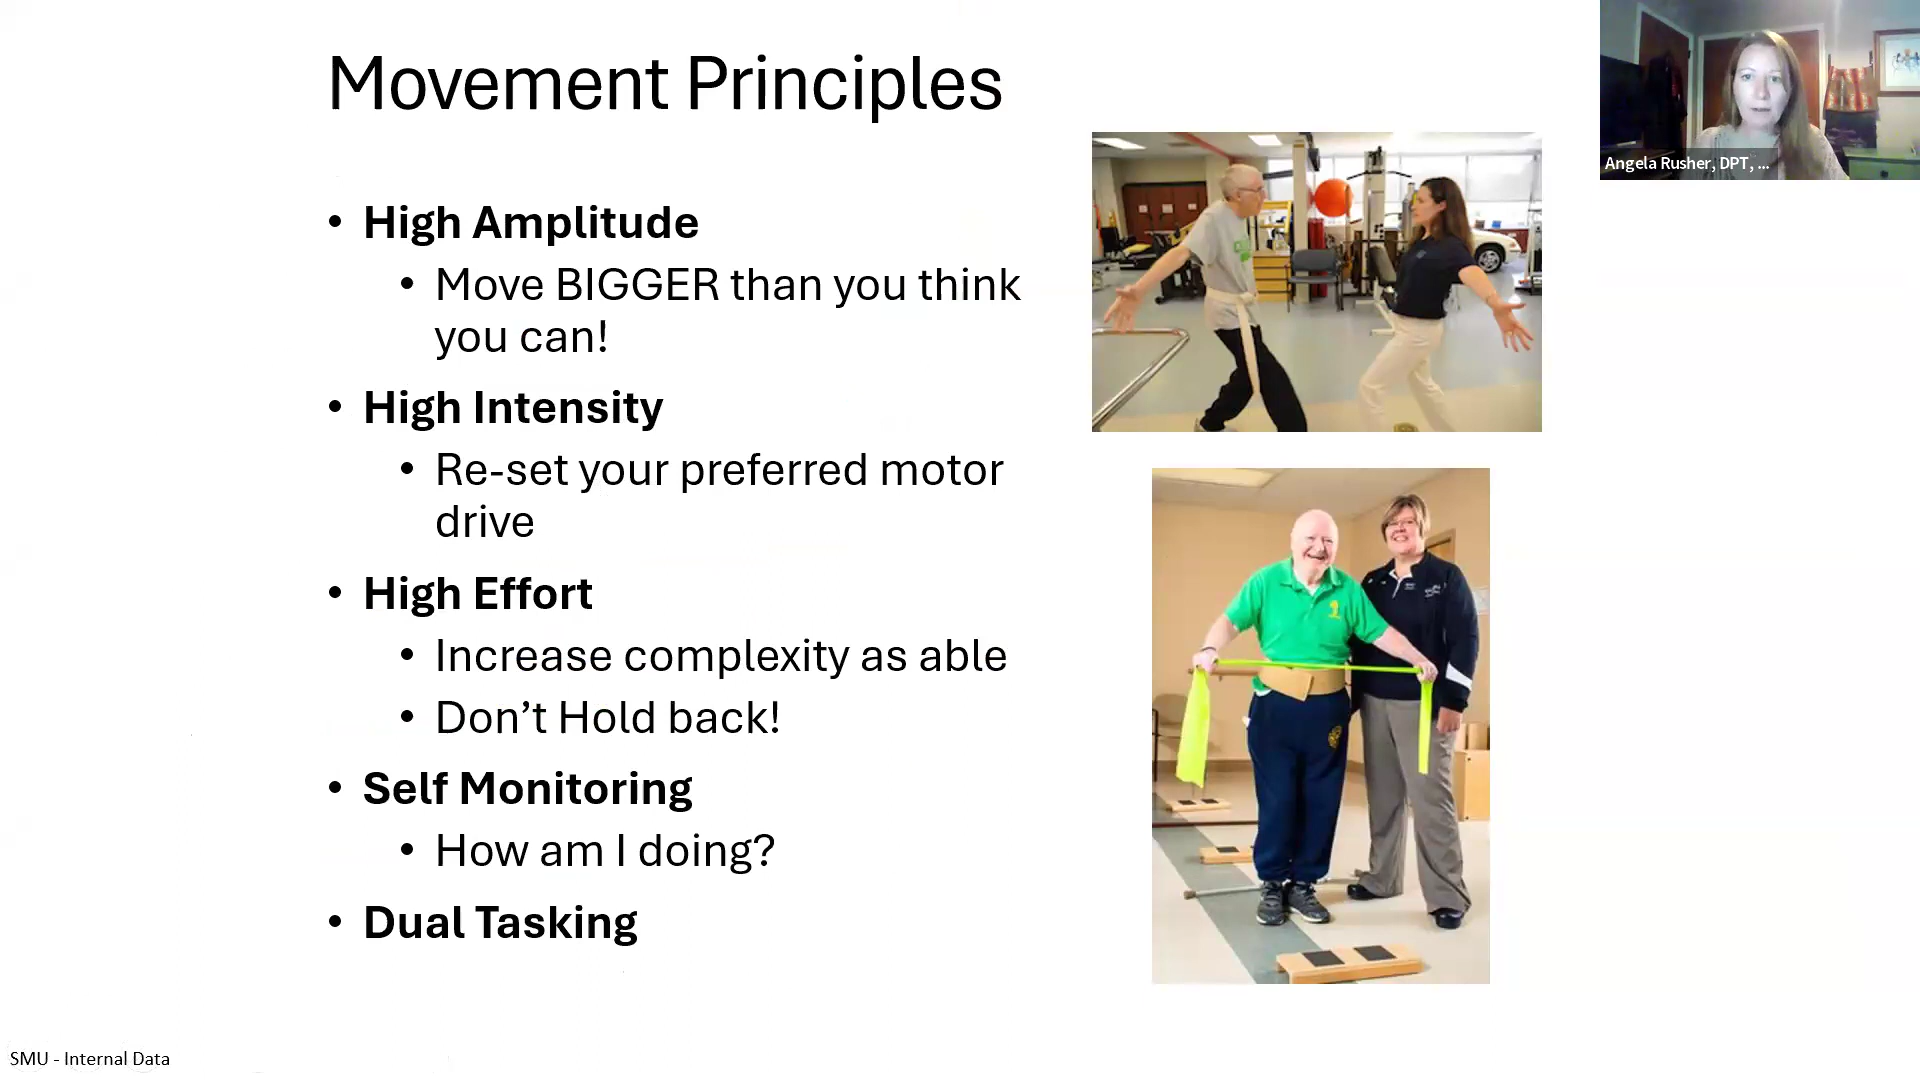 Movement Principles
Angela Rusher, DPT, ...
• High Amplitude
• Move BIGGER than you think
you can!
• High Intensity
• Re-set your preferred motor
drive
• High Effort
• Increase complexity as able
• Don’t Hold back!
• Self Monitoring
• How am I doing?
• Dual Tasking
SMU - Internal Data